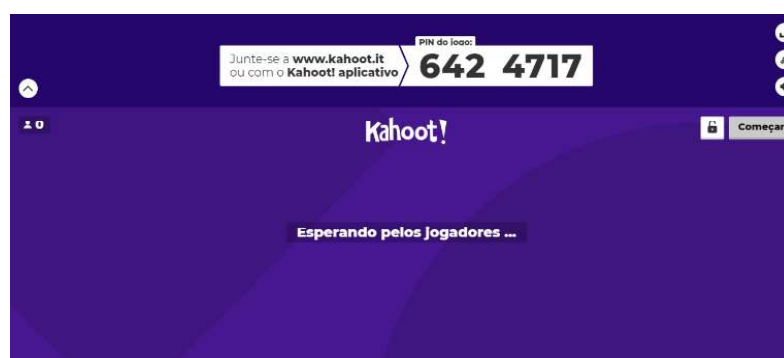 PIN do jogo:
Junte-se a www.kahoot.it
ou com o Kahoot! aplicativo
642 4717
0
Kahoot!
Começar
Esperando pelos jogadores ...